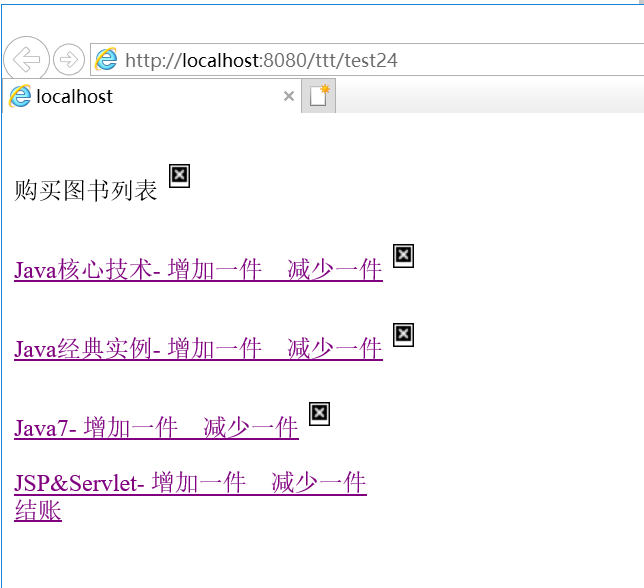 http://localhost:8080/ttt/test24
localhost
购买图书列表
Java核心技术- 增加一件　减少一件
Java经典实例- 增加一件　减少一件
Java7- 增加一件　减少一件
JSP&Servlet- 增加一件　减少一件
结账